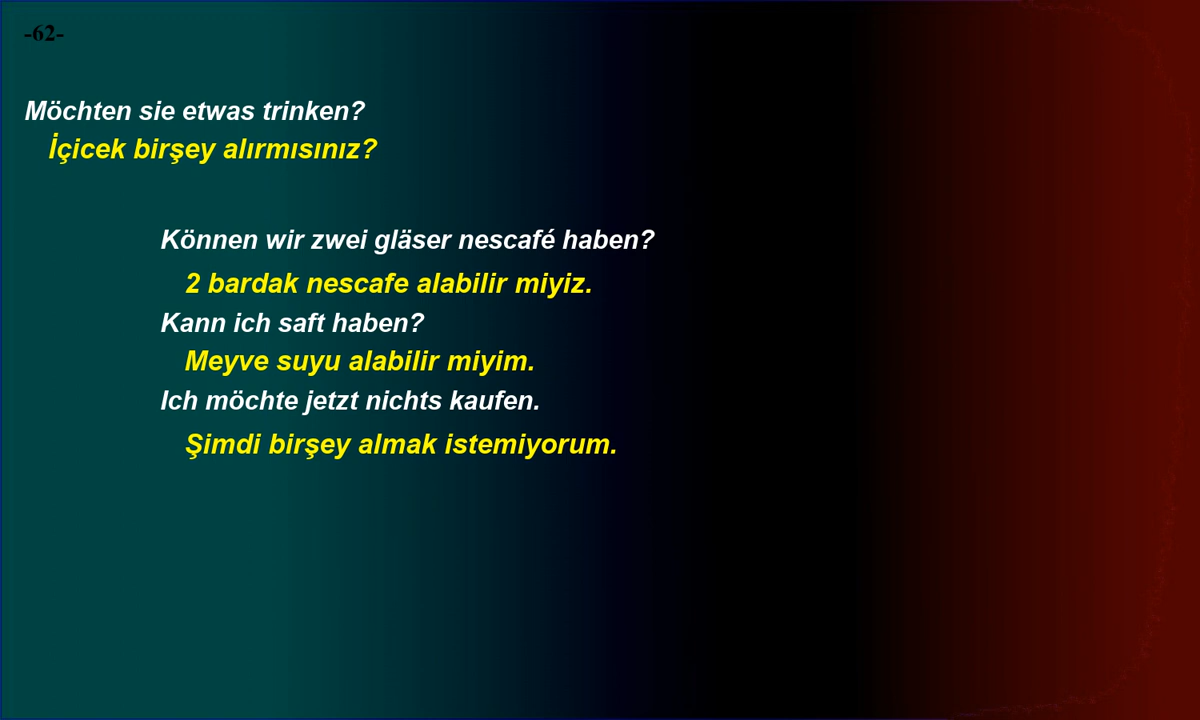 -62-
Möchten sie etwas trinken?
İçicek birşey alırmısınız?
Können wir zwei gläser nescafé haben?
2 bardak nescafe alabilir miyiz.
Kann ich saft haben?
Meyve suyu alabilir miyim.
Ich möchte jetzt nichts kaufen.
Şimdi birşey almak istemiyorum.